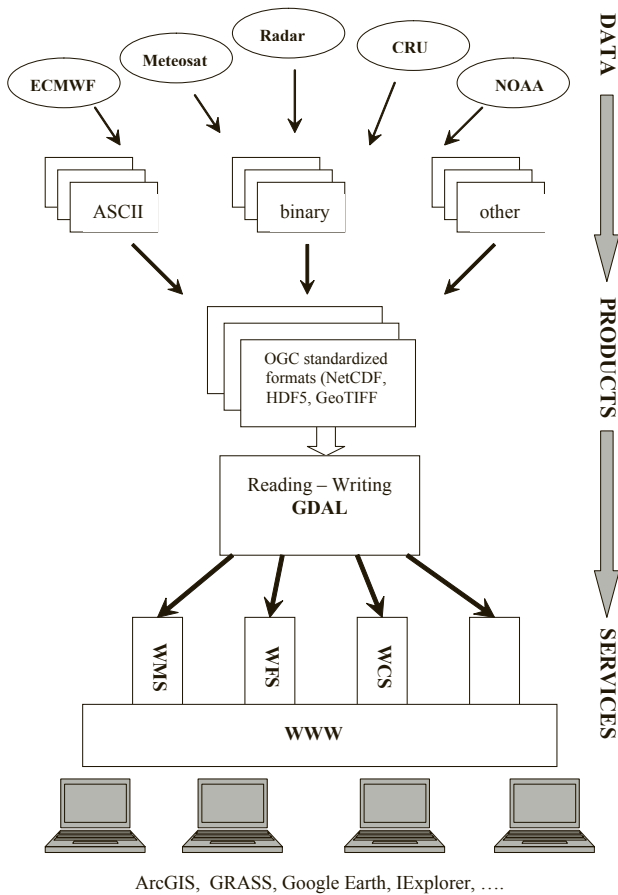 Radar
CRU
Meteosat
ECMWF
NOAA
DATA
ASCII
binary
other
PRODUCTS
OGC standardized
formats (NetCDF,
HDF5, GeoTIFF
Reading – Writing
GDAL
WMS
WFS
WCS
SERVICES
WWW
ArcGIS, GRASS, Google Earth, IExplorer, ….